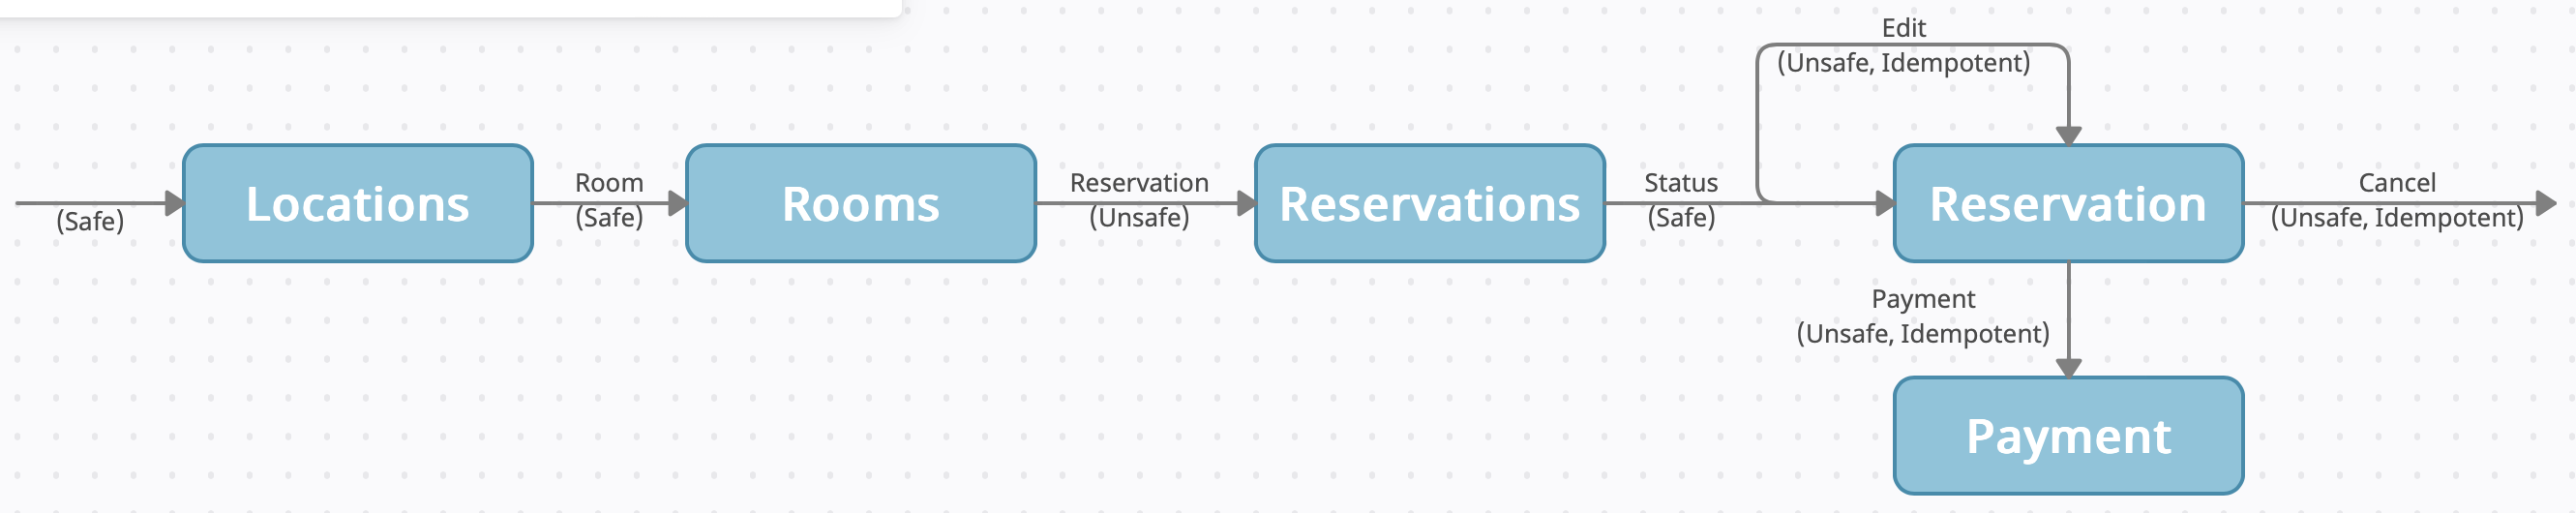 Edit
(Unsafe, Idempotent)
Locations
Room
(Safe)
(Safe)
Rooms
Reservation
(Unsafe)
Reservations
Status
(Safe)
Reservation
Cancel
(Unsafe, Idempotent)
Payment
(Unsafe, Idempotent)
Payment